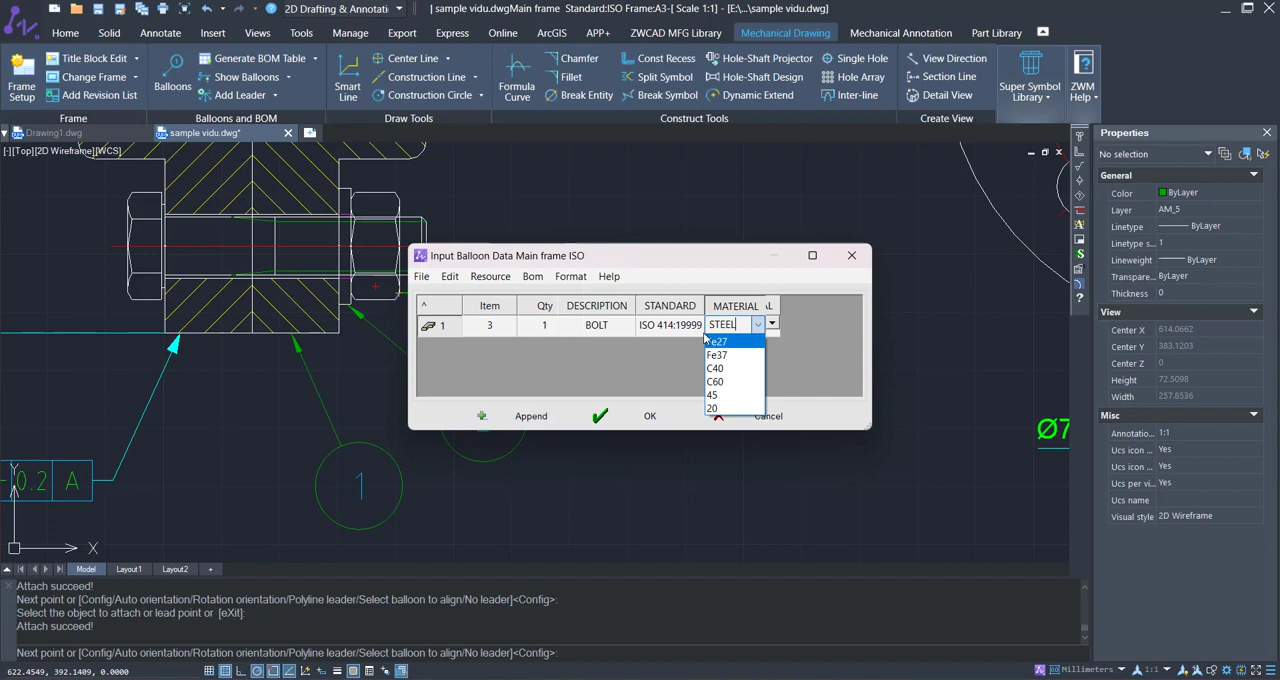 2D Drafting & Annotati
| sample vidu.dwgMain frame Standard:ISO Frame:A3-[ Scale 1:1] - [E:\...\sample vidu.dwg]
Home Solid Annotate Insert Views Tools Manage Export Express Online ArcGIS APP+ ZWCAD MFG Library Mechanical Drawing Mechanical Annotation Part Library
Title Block Edit
Change Frame
Add Revision List
Frame
Setup
Frame
Balloons
Generate BOM Table
Show Balloons
Add Leader
Balloons and BOM
Smart
Line
Center Line
Construction Line
Construction Circle
Draw Tools
Formula
Curve
Chamfer
Fillet
Break Entity
Const Recess
Split Symbol
Break Symbol
Hole-Shaft Projector
Hole-Shaft Design
Dynamic Extend
Single Hole
Hole Array
Inter-line
Construct Tools
View Direction
Section Line
Detail View
Create View
Super Symbol
Library
ZWM
Help
Drawing1.dwg
sample vidu.dwg*
[-][Top][2D Wireframe][WCS]
Input Balloon Data Main frame ISO
File Edit Resource Bom Format Help
^ Item Qty DESCRIPTION STANDARD MATERIAL
1 3 1 BOLT ISO 414:19999 STEEL
Fe37
C40
C60
45
20
Append OK Cancel
0.2 A
1
Ø7
Y
X
Model Layout1 Layout2 +
Properties
No selection
General
Color ByLayer
Layer AM_5
Linetype ByLayer
Linetype s... 1
Lineweight ByLayer
Transpare... ByLayer
Thickness 0
View
Center X 614.0662
Center Y 383.1203
Center Z 0
Height 72.5098
Width 257.8536
Misc
Annotatio... 1:1
Ucs icon ... Yes
Ucs icon ... Yes
Ucs per vi... Yes
Ucs name
Visual style 2D Wireframe
Attach succeed!
Next point or [Config/Auto orientation/Rotation orientation/Polyline leader/Select balloon to align/No leader]<Config>:
Select the object to attach or lead point or [eXit]:
Attach succeed!
Next point or [Config/Auto orientation/Rotation orientation/Polyline leader/Select balloon to align/No leader]<Config>:
622.4549, 392.1409, 0.0000
Millimeters
1:1